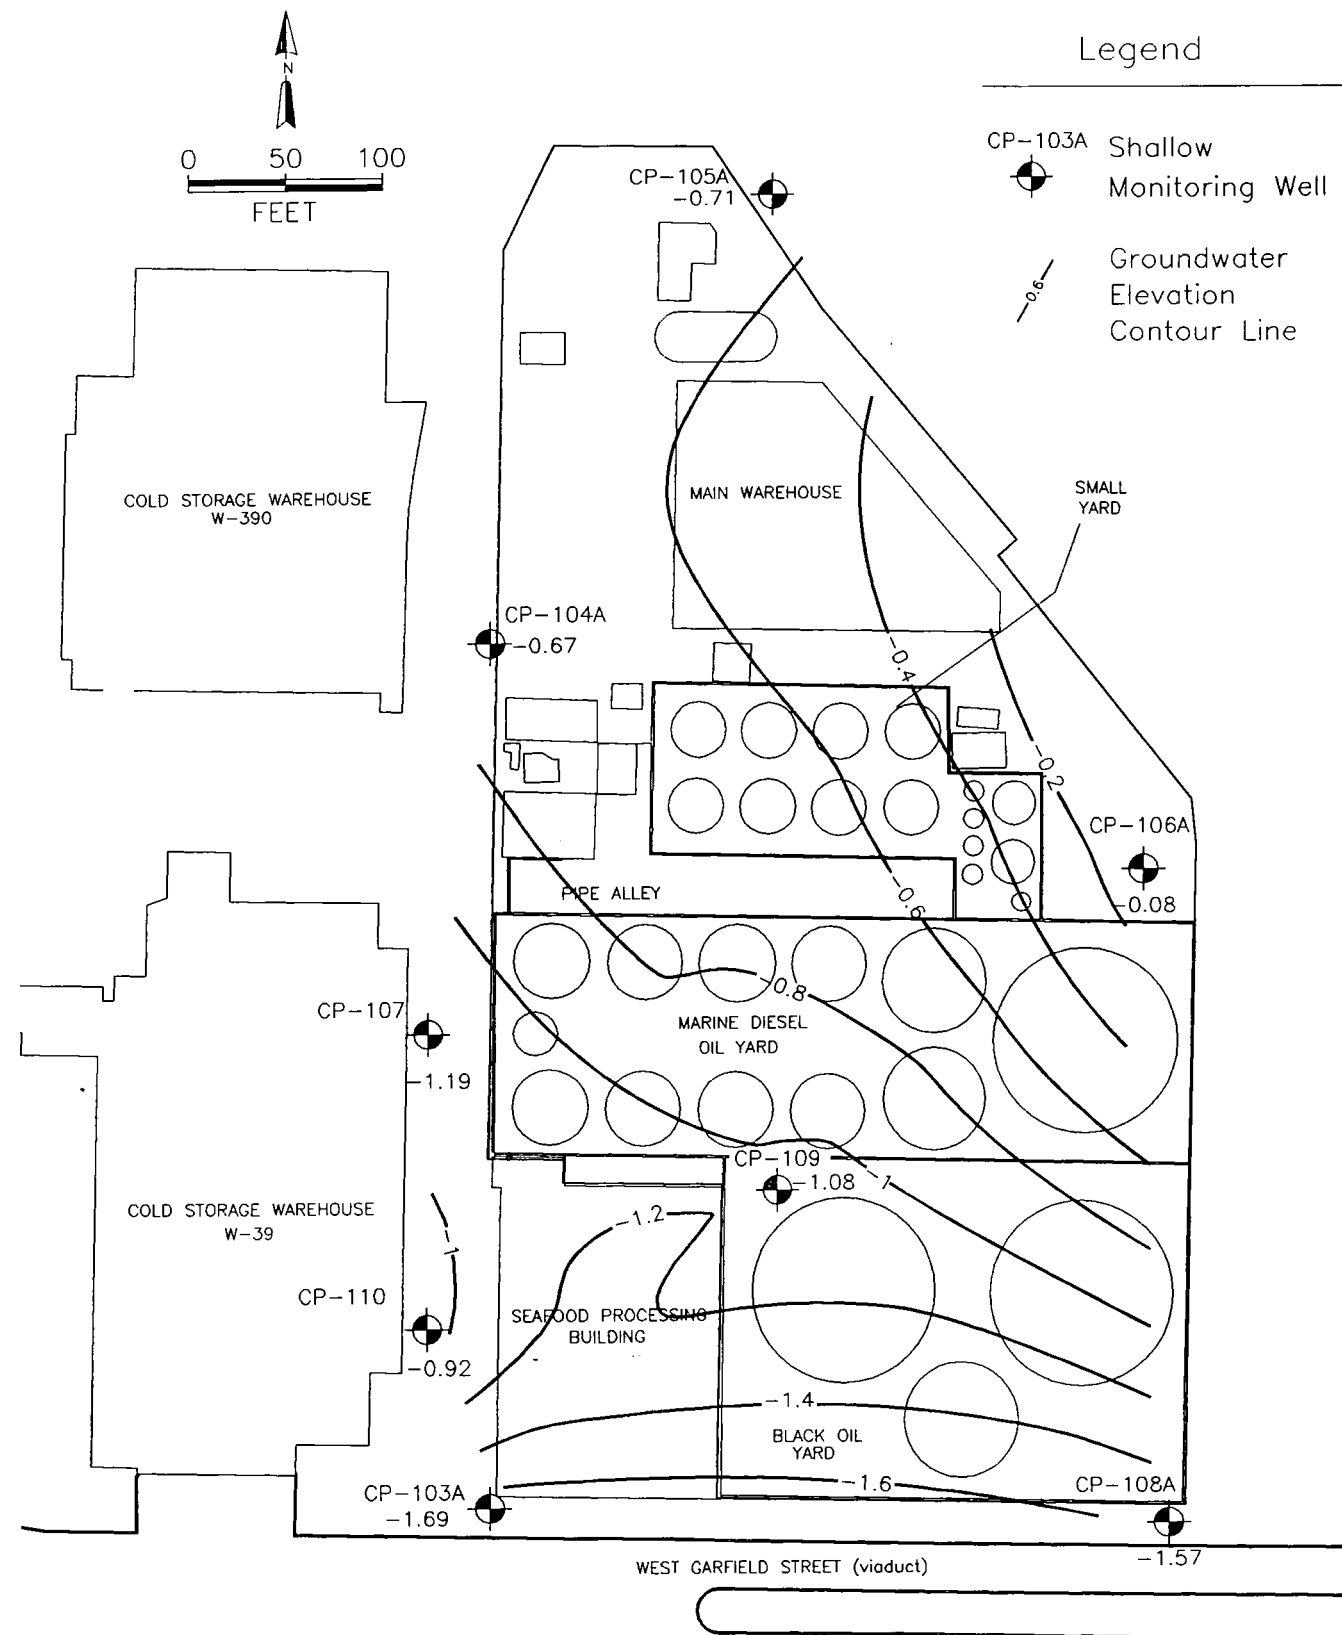 Legend
N
0 50 100
FEET
CP-103A Shallow
Monitoring Well
-0.6
Groundwater
Elevation
Contour Line
CP-105A
-0.71
COLD STORAGE WAREHOUSE
W-390
MAIN WAREHOUSE
SMALL
YARD
CP-104A
-0.67
-0.4
-0.2
CP-106A
-0.08
-0.6
PIPE ALLEY
-0.8
CP-107
-1.19
MARINE DIESEL
OIL YARD
CP-109
-1.08
-1
COLD STORAGE WAREHOUSE
W-39
-1.2
-1
CP-110
-0.92
SEAFOOD PROCESSING
BUILDING
-1.4
BLACK OIL
YARD
-1.6
CP-103A
-1.69
CP-108A
-1.57
WEST GARFIELD STREET (viaduct)